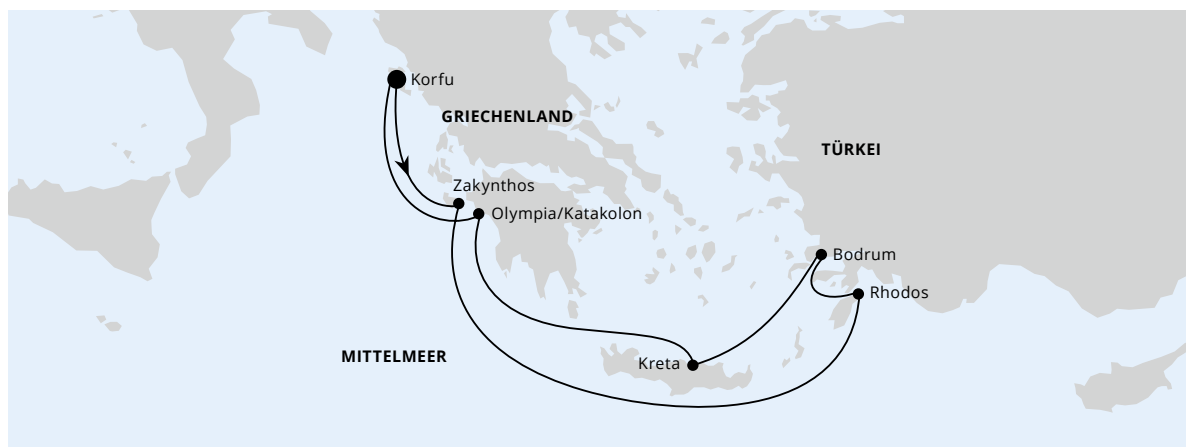 Korfu
GRIECHENLAND
TÜRKEI
Zakynthos
Olympia/Katakolon
Bodrum
Rhodos
MITTELMEER
Kreta